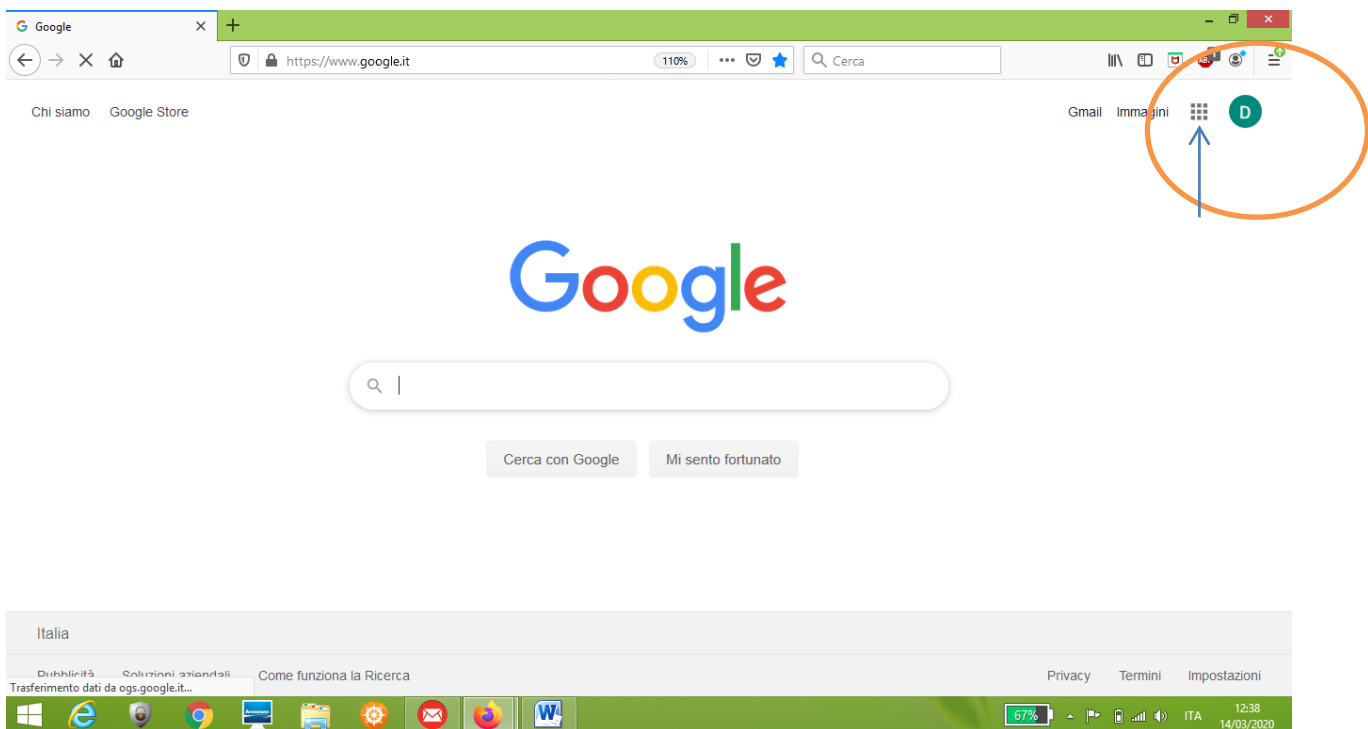 Google
https://www.google.it 110% Cerca
Chi siamo Google Store Gmail Immagini D
Google
Cerca con Google Mi sento fortunato
Italia
Pubblicità Soluzioni aziendali Come funziona la Ricerca Privacy Termini Impostazioni
Trasferimento dati da ogs.google.it...
67% ITA 12:38
14/03/2020